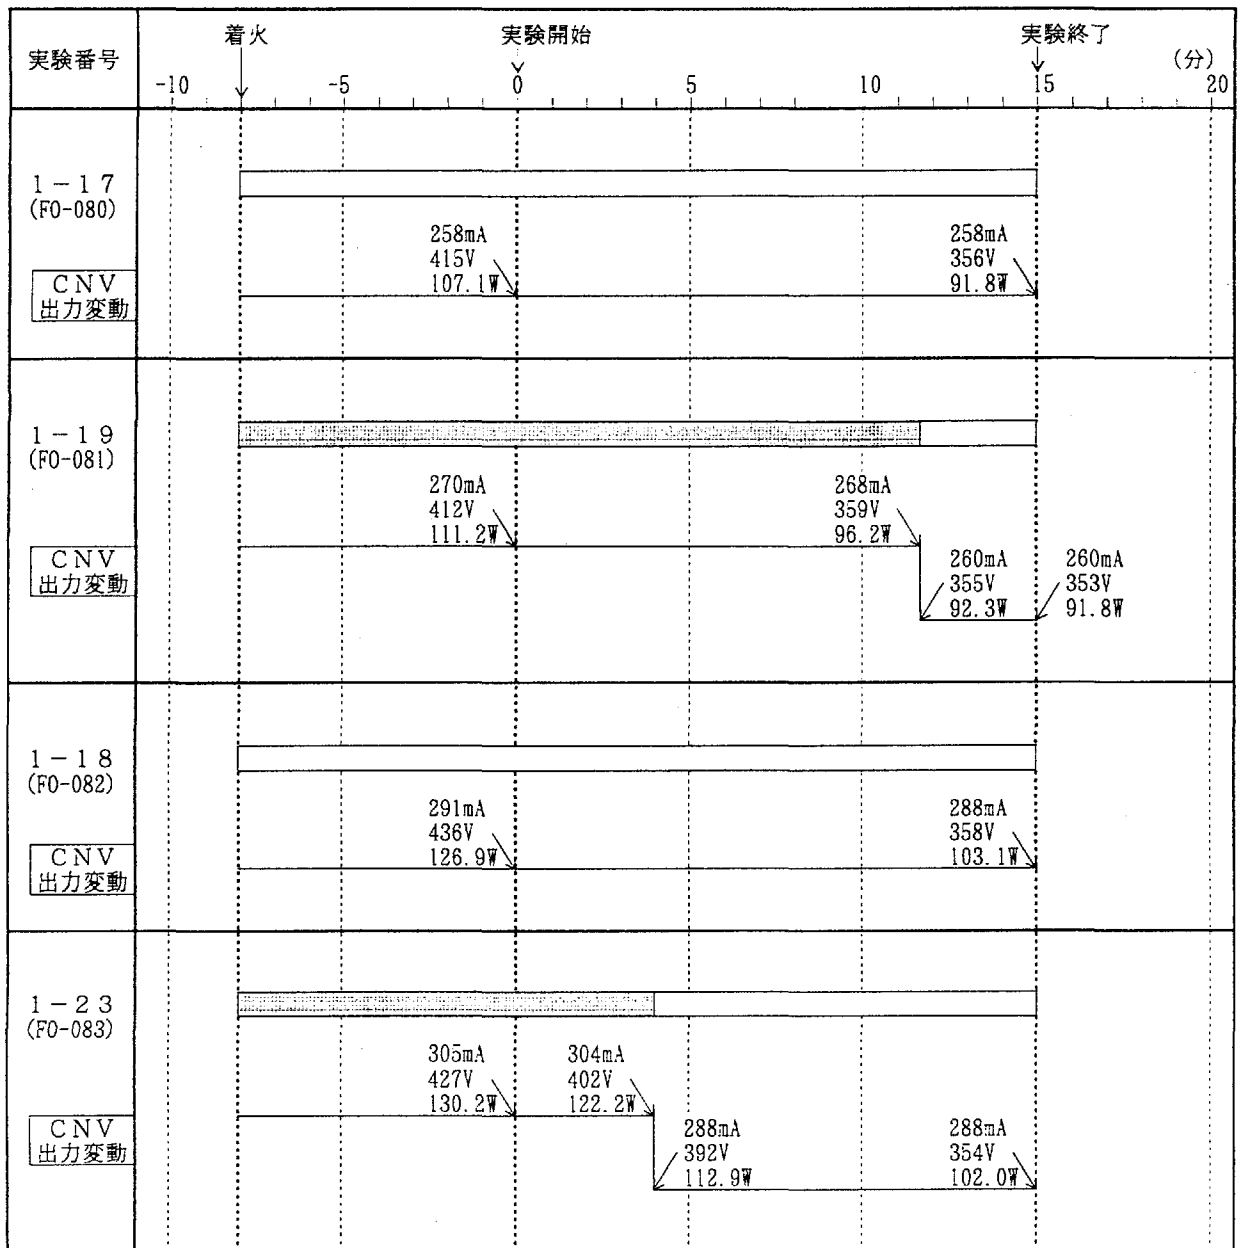 実験番号
着火
実験開始
実験終了
(分)
-10 -5 0 5 10 15 20
1-17
(FO-080)
258mA
415V
107.1W
258mA
356V
91.8W
CNV
出力変動
1-19
(FO-081)
270mA
412V
111.2W
268mA
359V
96.2W
CNV
出力変動
260mA
355V
92.3W
260mA
353V
91.8W
1-18
(FO-082)
291mA
436V
126.9W
288mA
358V
103.1W
CNV
出力変動
1-23
(FO-083)
305mA
427V
130.2W
304mA
402V
122.2W
CNV
出力変動
288mA
392V
112.9W
288mA
354V
102.0W